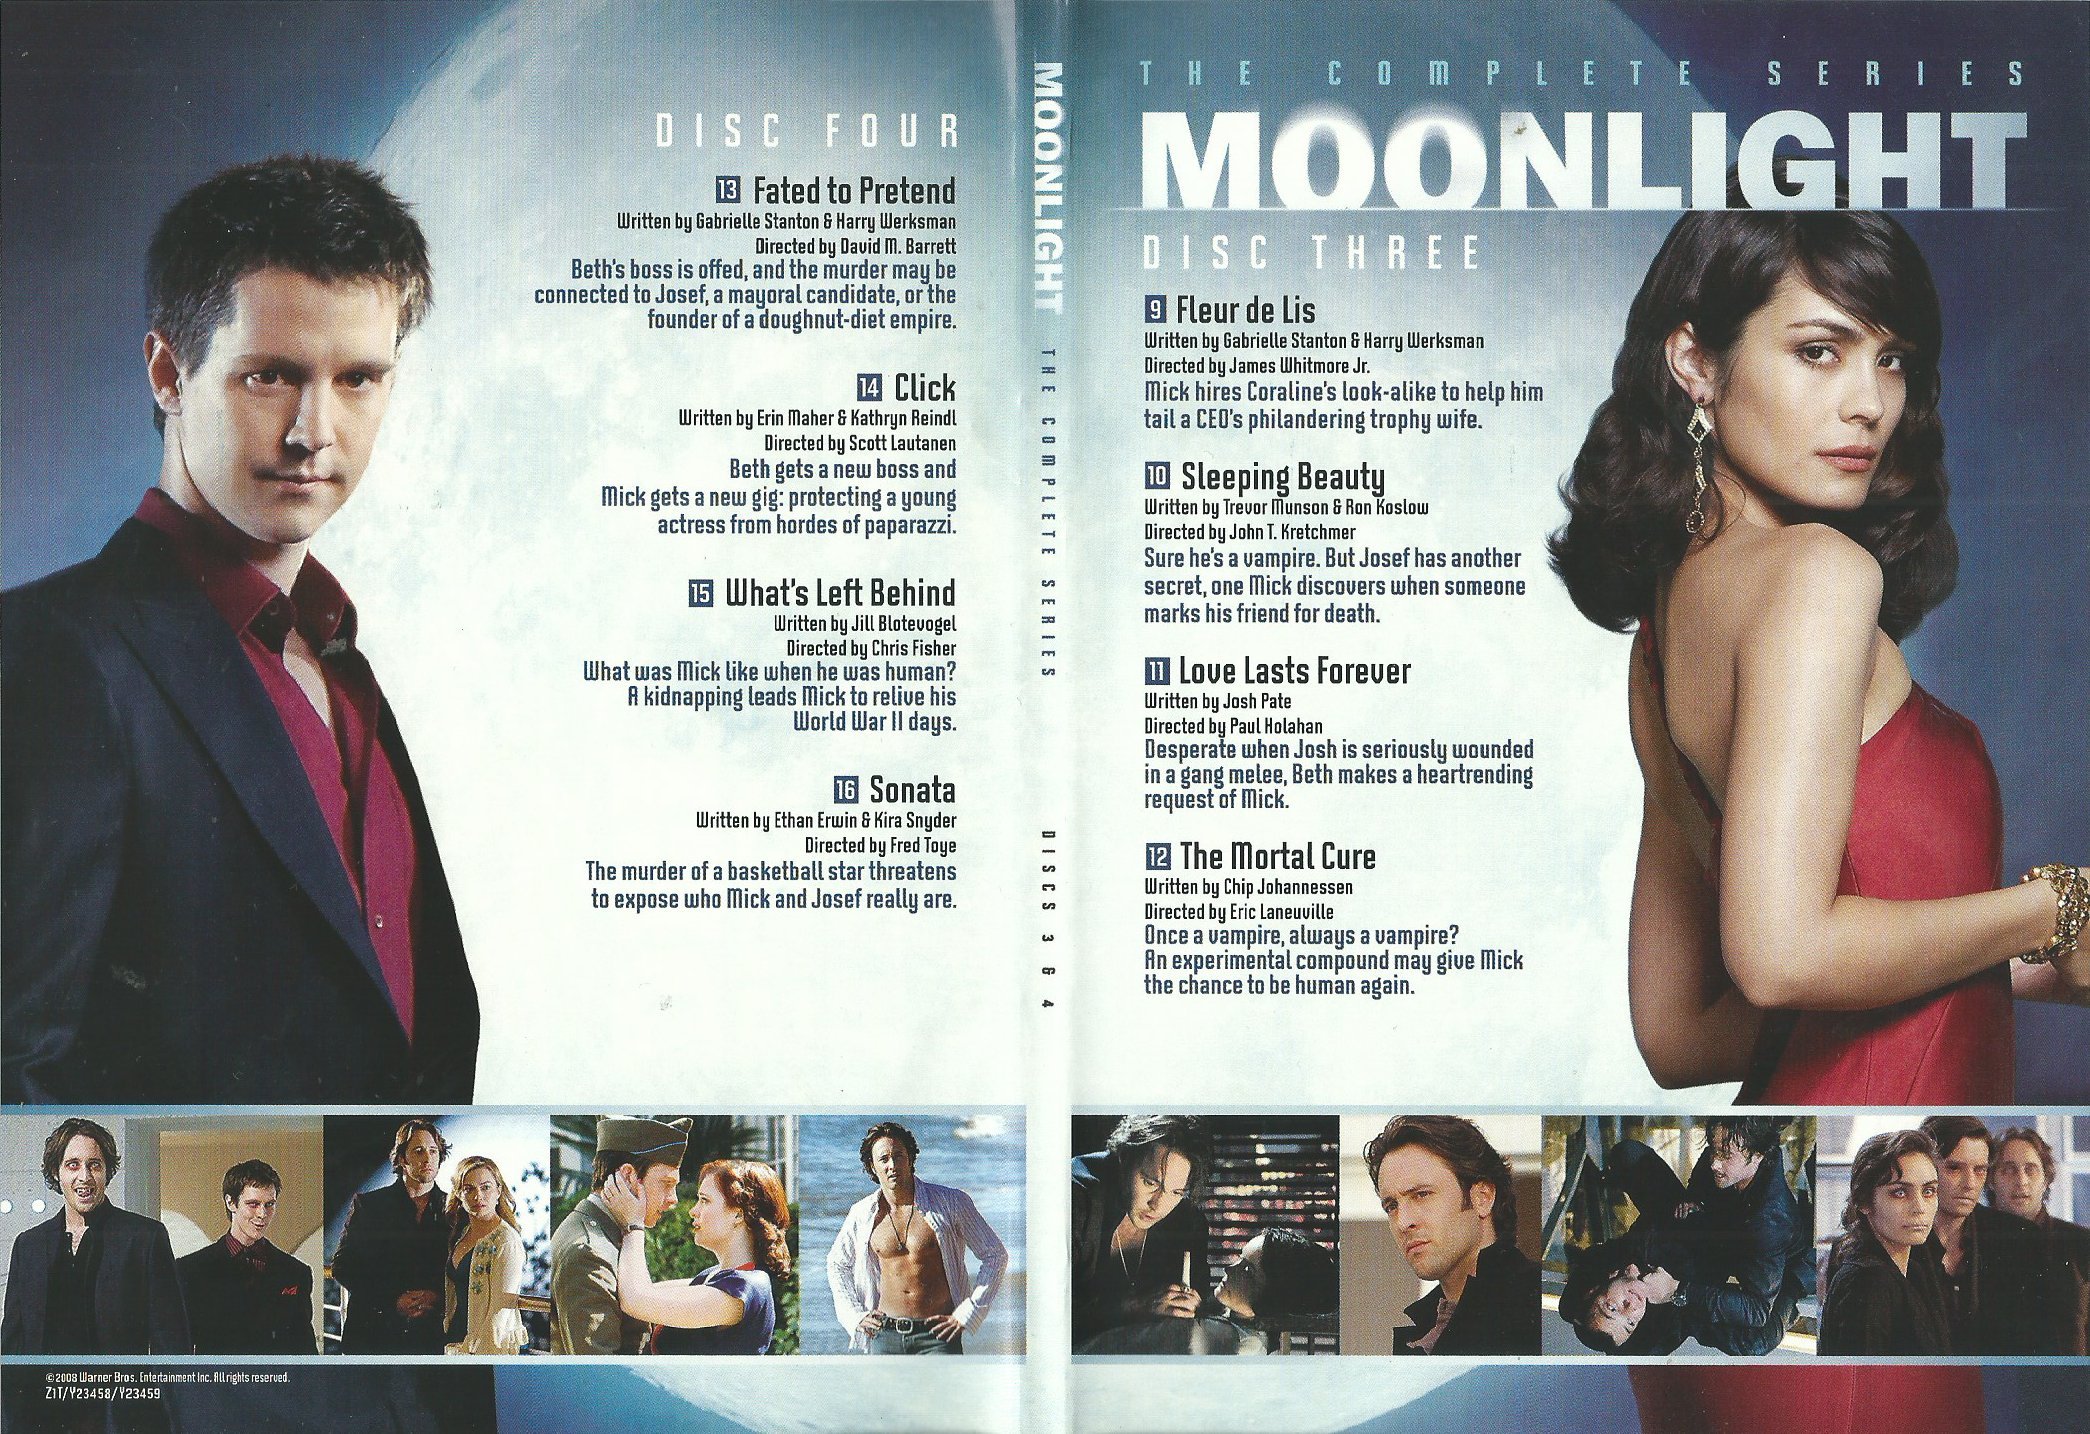 DISC FOUR
13 Fated to Pretend
Written by Gabrielle Stanton & Harry Werksman
Directed by David M. Barrett
Beth's boss is offed, and the murder may be
connected to Josef, a mayoral candidate, or the
founder of a doughnut-diet empire.
14 Click
Written by Erin Maher & Kathryn Reindl
Directed by Scott Lautanen
Beth gets a new boss and
Mick gets a new gig: protecting a young
actress from hordes of paparazzi.
15 What's Left Behind
Written by Jill Blotevogel
Directed by Chris Fisher
What was Mick like when he was human?
A kidnapping leads Mick to relive his
World War II days.
16 Sonata
Written by Ethan Erwin & Kira Snyder
Directed by Fred Toye
The murder of a basketball star threatens
to expose who Mick and Josef really are.
©2008 Warner Bros. Entertainment Inc. All rights reserved.
Z1T/Y23458/Y23459
MOONLIGHT THE COMPLETE SERIES DISCS 3 & 4
THE COMPLETE SERIES
MOONLIGHT
DISC THREE
9 Fleur de Lis
Written by Gabrielle Stanton & Harry Werksman
Directed by James Whitmore Jr.
Mick hires Coraline's look-alike to help him
tail a CEO's philandering trophy wife.
10 Sleeping Beauty
Written by Trevor Munson & Ron Koslow
Directed by John T. Kretchmer
Sure he's a vampire. But Josef has another
secret, one Mick discovers when someone
marks his friend for death.
11 Love Lasts Forever
Written by Josh Pate
Directed by Paul Holahan
Desperate when Josh is seriously wounded
in a gang melee, Beth makes a heartrending
request of Mick.
12 The Mortal Cure
Written by Chip Johannessen
Directed by Eric Laneuville
Once a vampire, always a vampire?
An experimental compound may give Mick
the chance to be human again.